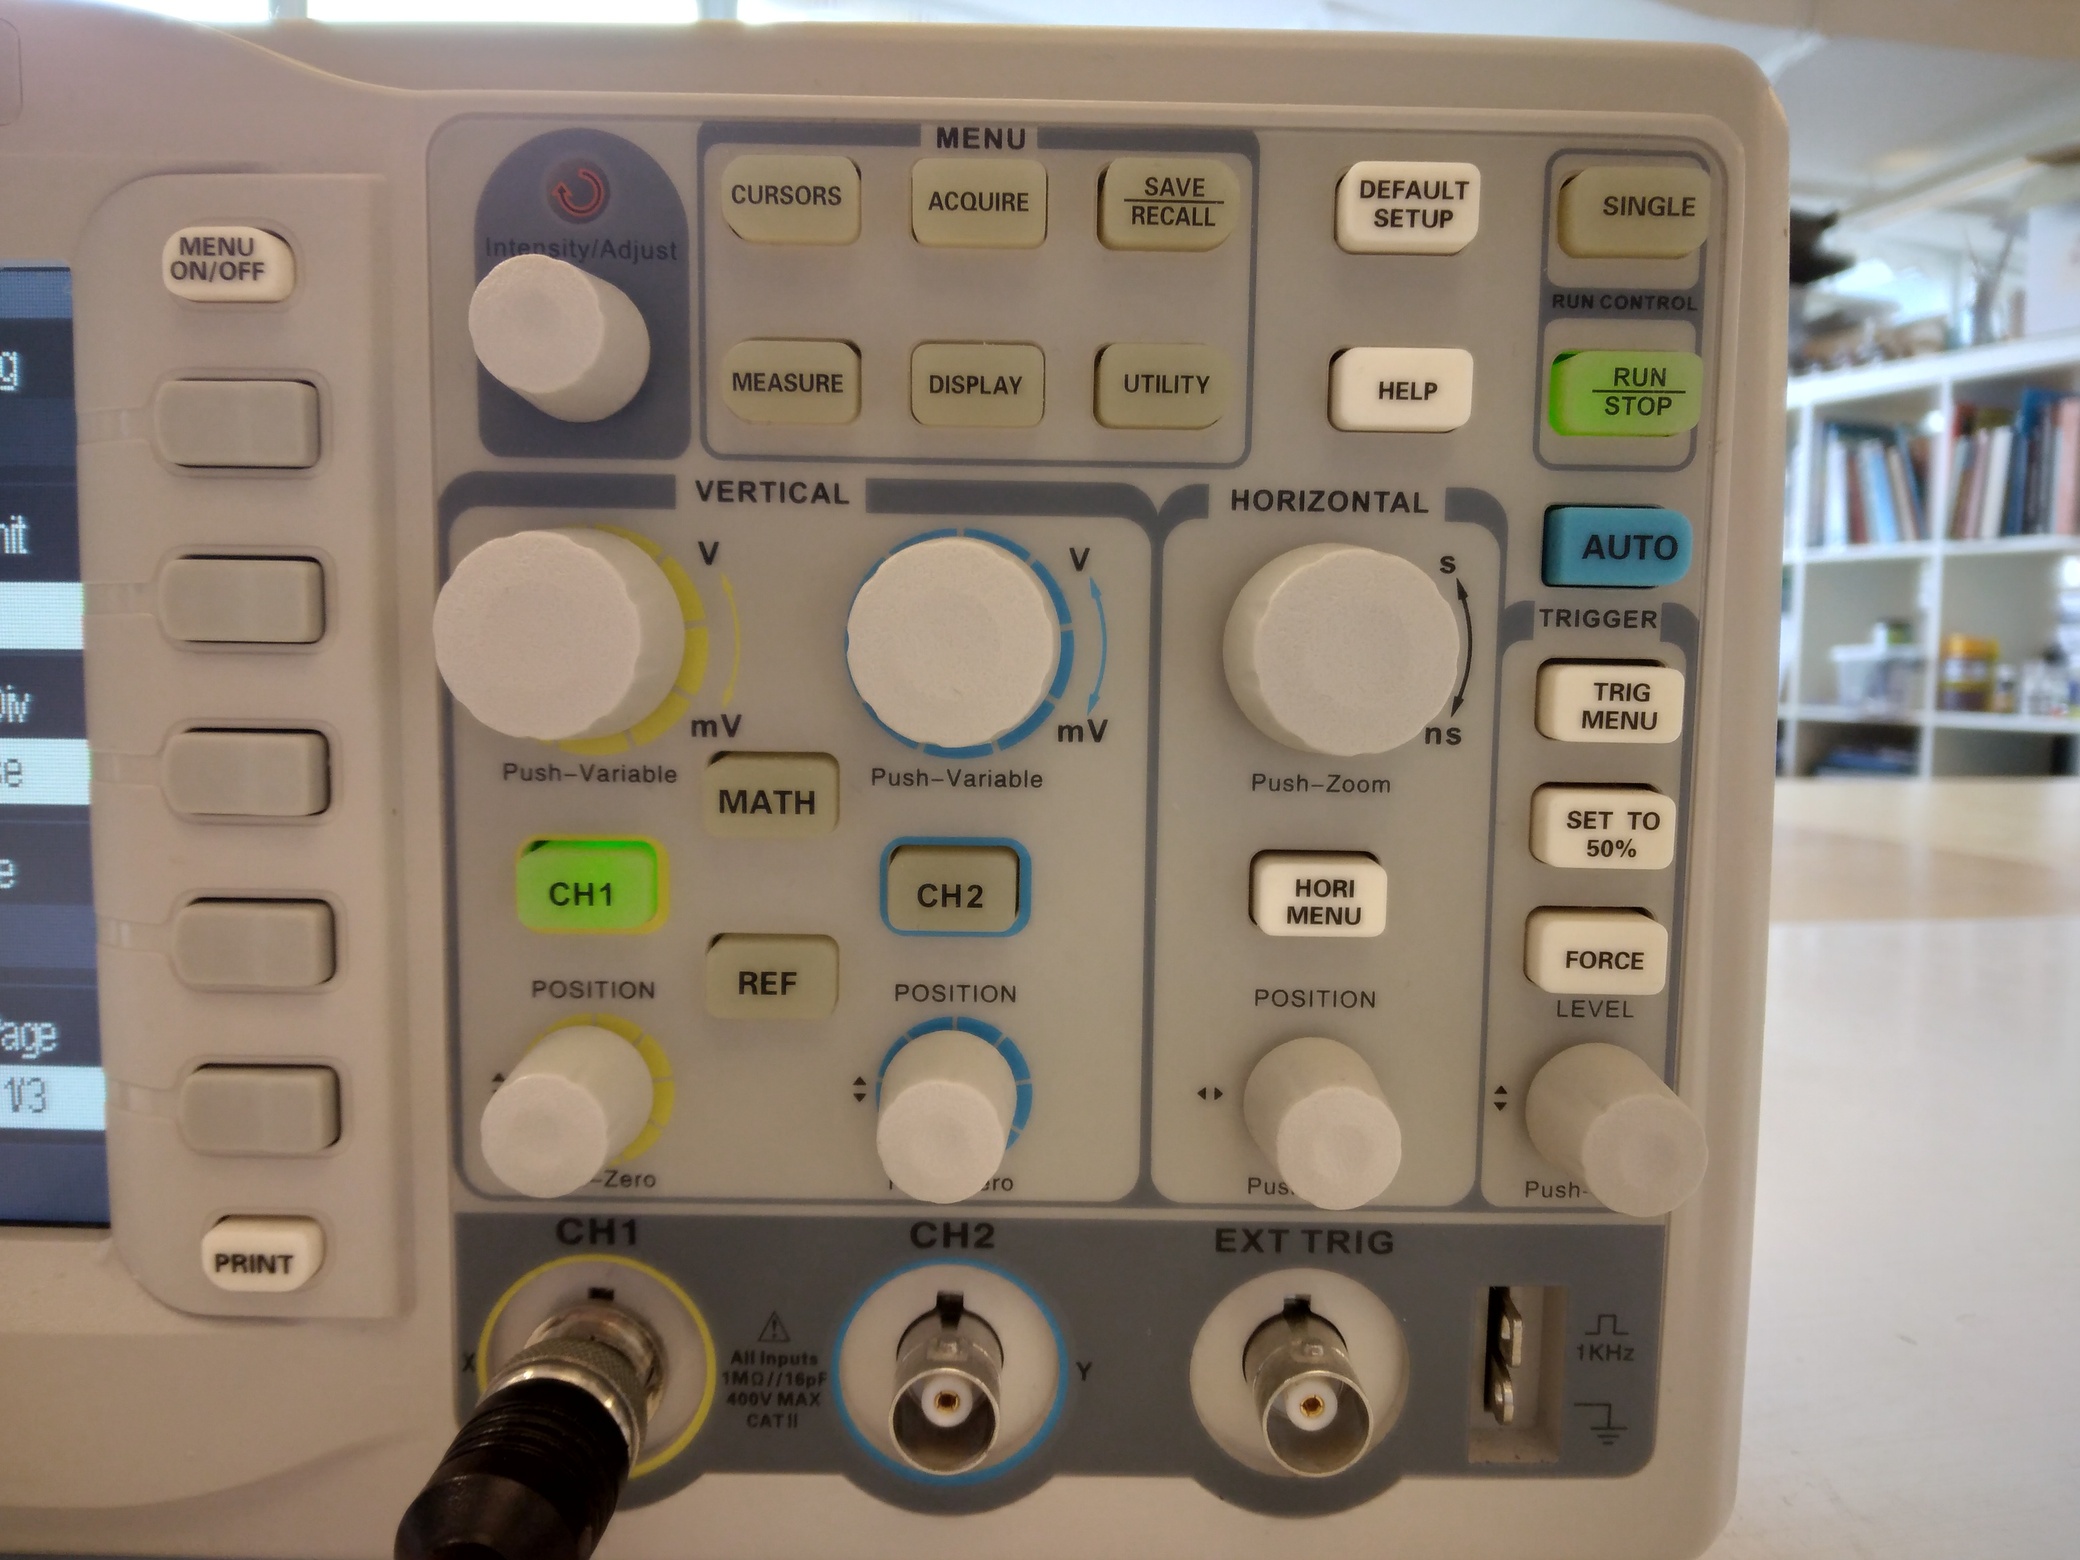 MENU
ON/OFF
PRINT
Intensity/Adjust
MENU
CURSORS
ACQUIRE
SAVE
RECALL
MEASURE
DISPLAY
UTILITY
DEFAULT
SETUP
HELP
SINGLE
RUN CONTROL
RUN
STOP
AUTO
VERTICAL
V
mV
Push-Variable
V
mV
Push-Variable
MATH
CH1
CH2
REF
POSITION
POSITION
-Zero
HORIZONTAL
s
ns
Push-Zoom
HORI
MENU
POSITION
TRIGGER
TRIG
MENU
SET TO
50%
FORCE
LEVEL
Push-
CH1
X
All Inputs
1MΩ//16pF
400V MAX
CAT II
CH2
Y
EXT TRIG
1KHz
age
1/3